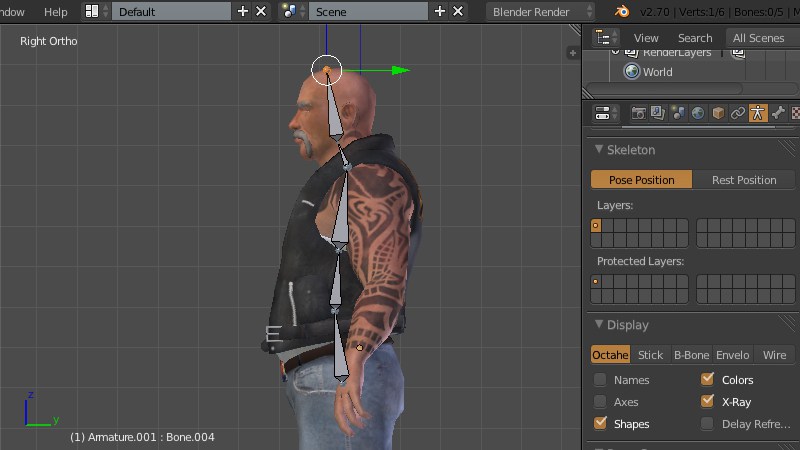 ndow Help Default Scene Blender Render v2.70 | Verts:1/6 | Bones:0/5 |
Right Ortho
View Search All Scenes
RenderLayers
World
Skeleton
Pose Position Rest Position
Layers:
Protected Layers:
Display
Octahe Stick B-Bone Envelo Wire
Names Colors
Axes X-Ray
Shapes Delay Refre...
z
y
(1) Armature.001 : Bone.004